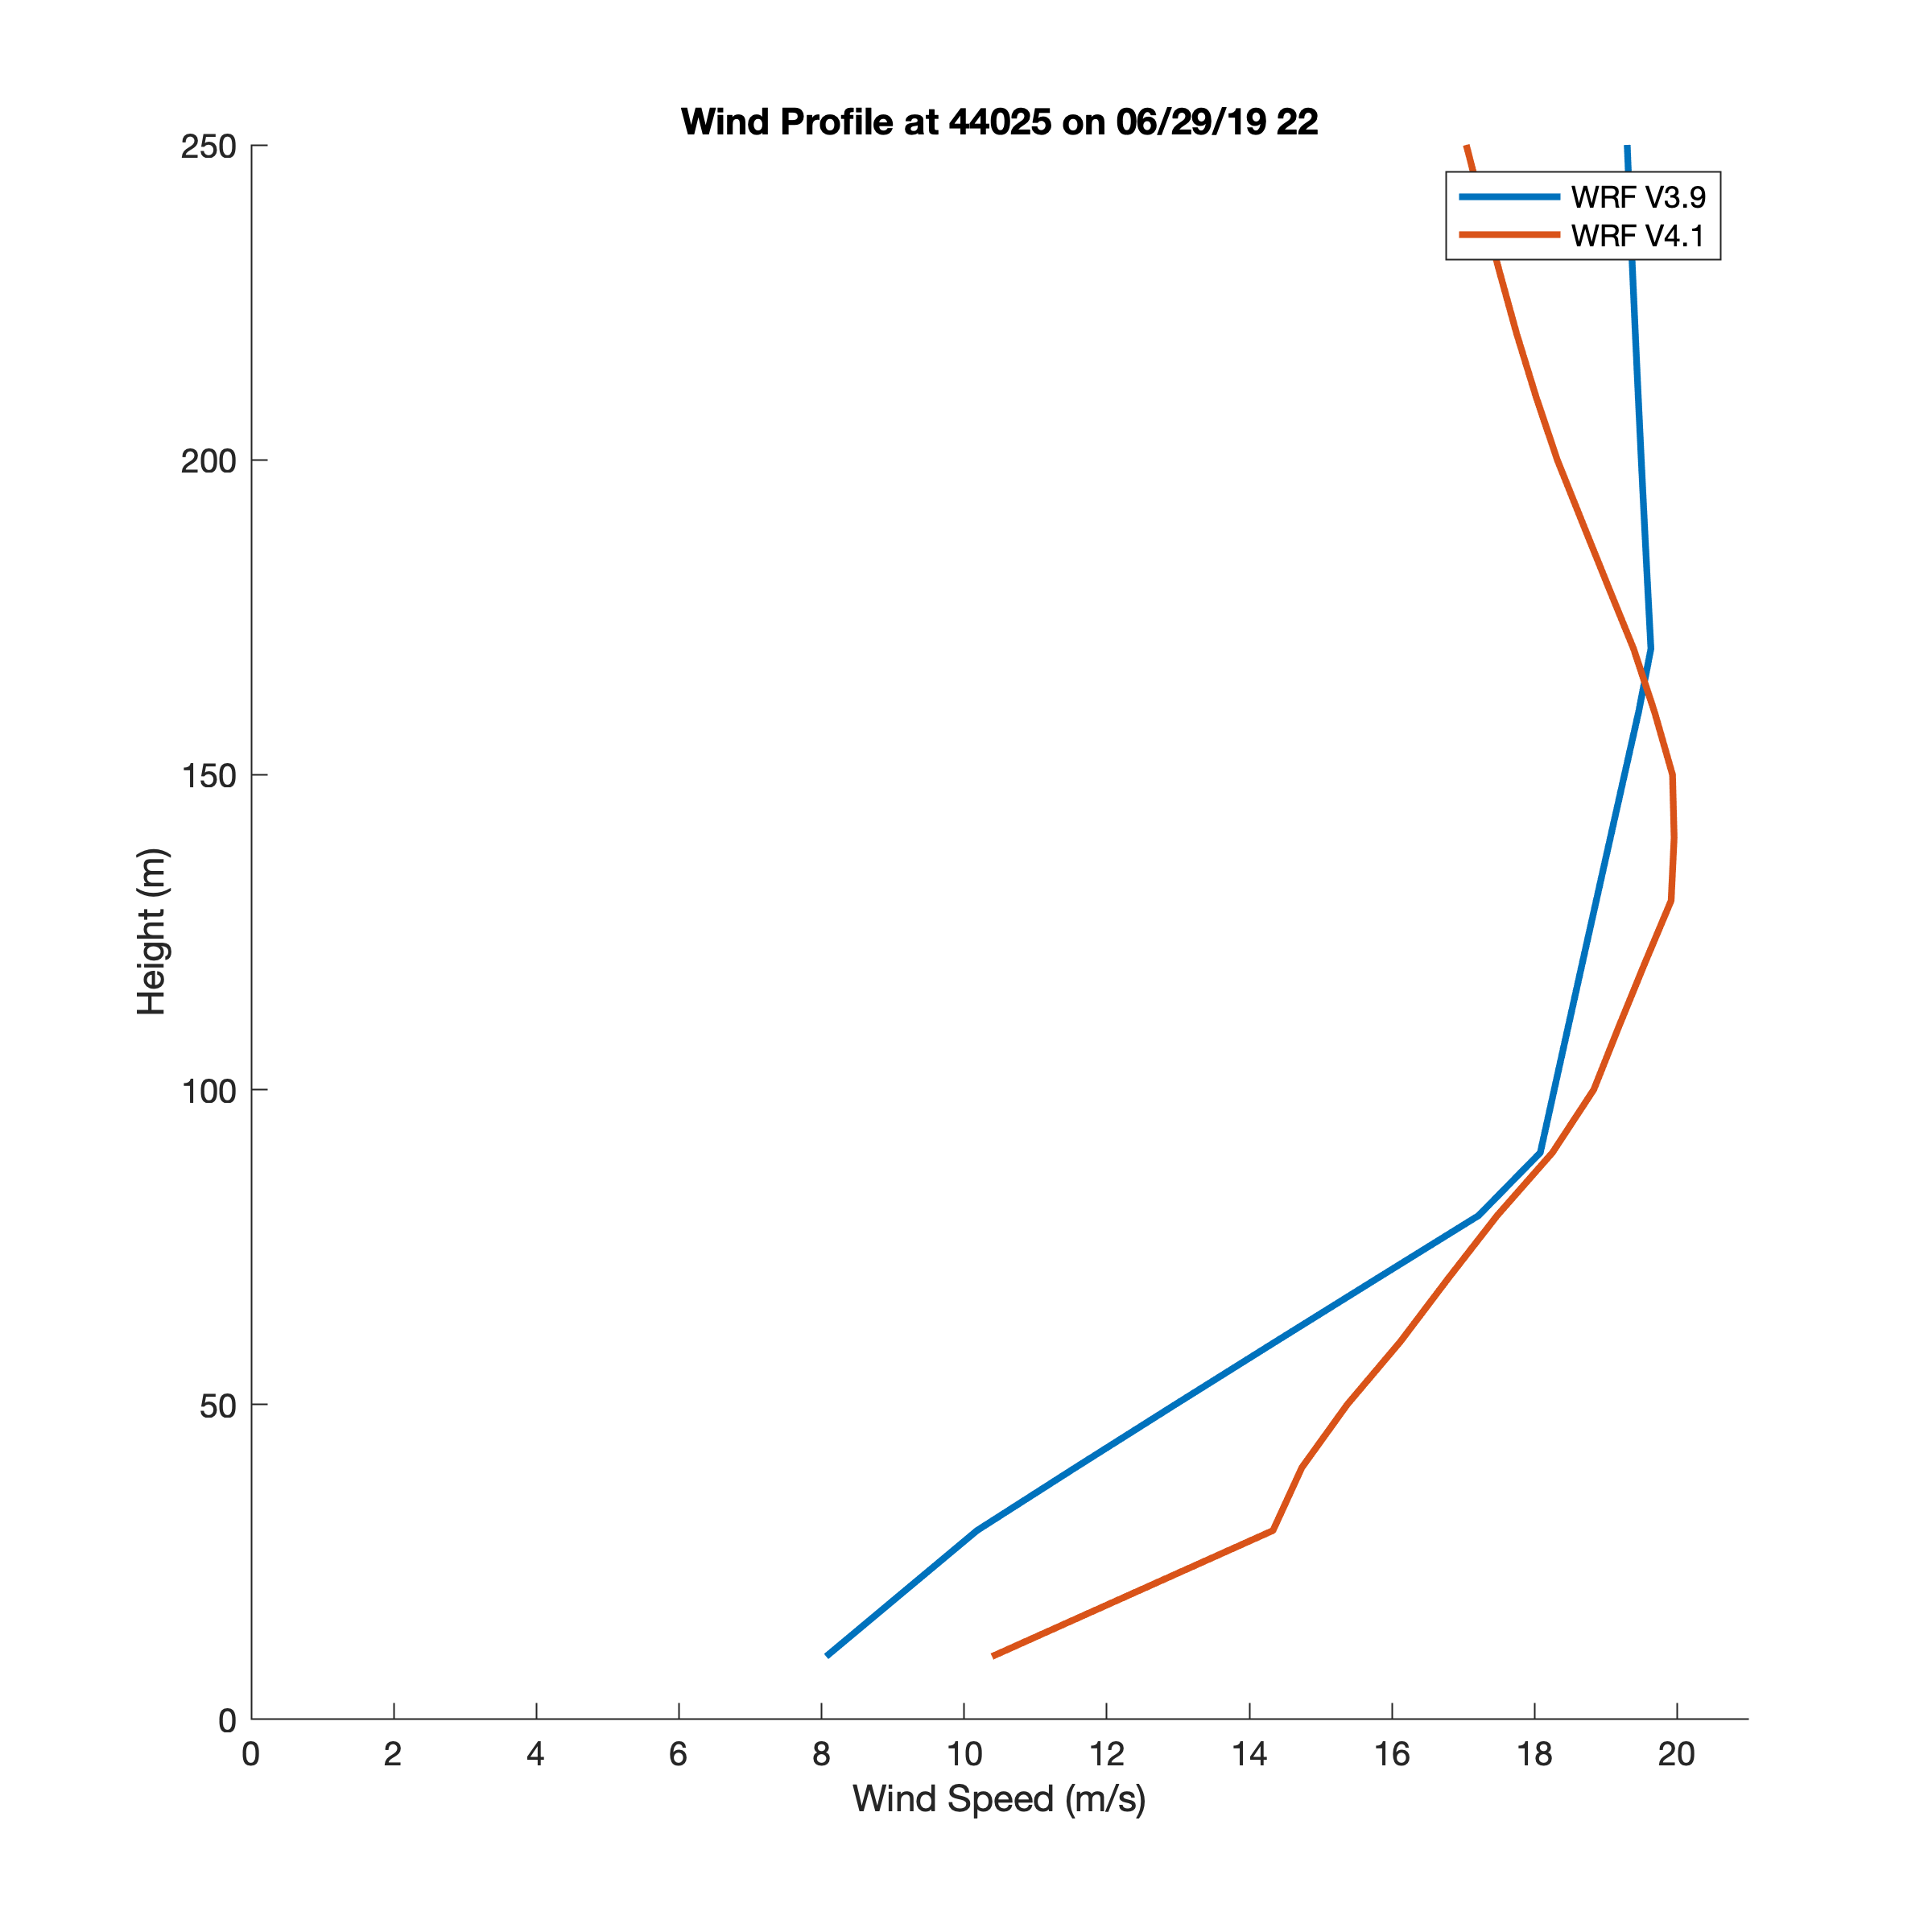 Wind Profile at 44025 on 06/29/19 22
WRF V3.9
WRF V4.1
250
200
150
100
50
0
Height (m)
0 2 4 6 8 10 12 14 16 18 20
Wind Speed (m/s)